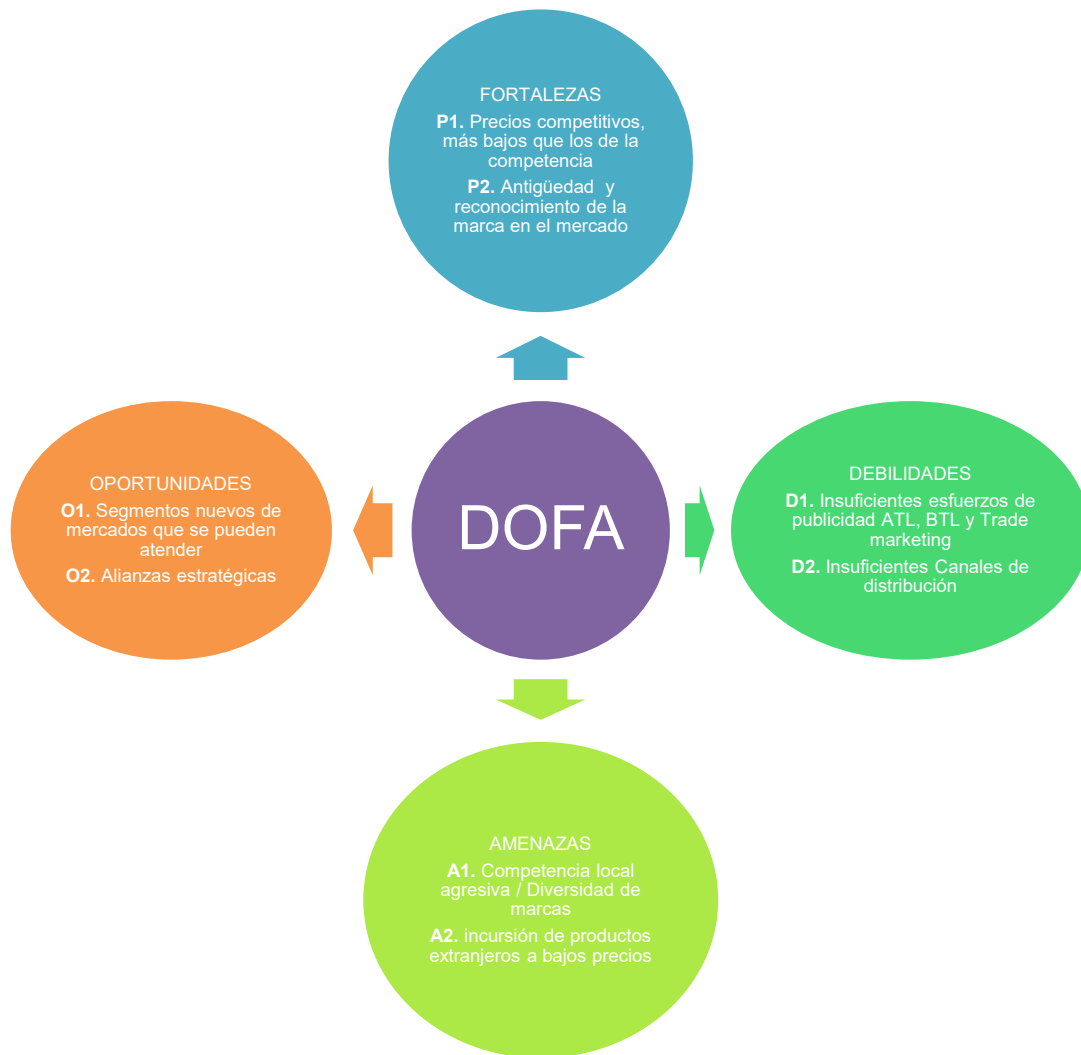 FORTALEZAS
P1. Precios competitivos,
más bajos que los de la
competencia
P2. Antigüedad y
reconocimiento de la
marca en el mercado
OPORTUNIDADES
O1. Segmentos nuevos de
mercados que se pueden
atender
O2. Alianzas estratégicas
DOFA
DEBILIDADES
D1. Insuficientes esfuerzos de
publicidad ATL, BTL y Trade
marketing
D2. Insuficientes Canales de
distribución
AMENAZAS
A1. Competencia local
agresiva / Diversidad de
marcas
A2. incursión de productos
extranjeros a bajos precios